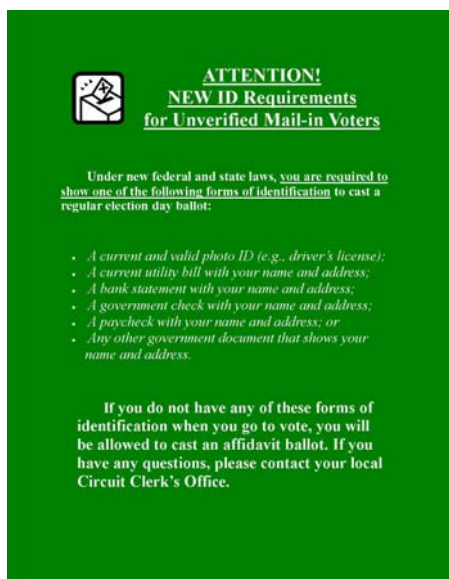 ATTENTION!
NEW ID Requirements
for Unverified Mail-in Voters
Under new federal and state laws, you are required to
show one of the following forms of identification to cast a
regular election day ballot:
• A current and valid photo ID (e.g., driver's license);
• A current utility bill with your name and address;
• A bank statement with your name and address;
• A government check with your name and address;
• A paycheck with your name and address; or
• Any other government document that shows your
name and address.
If you do not have any of these forms of
identification when you go to vote, you will
be allowed to cast an affidavit ballot. If you
have any questions, please contact your local
Circuit Clerk's Office.